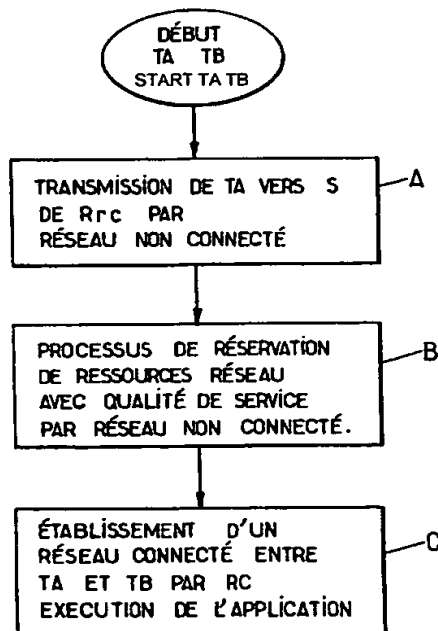 DÉBUT
TA TB
START TA TB
TRANSMISSION DE TA VERS S
DE Rrc PAR
RÉSEAU NON CONNECTÉ
A
PROCESSUS DE RÉSERVATION
DE RESSOURCES RÉSEAU
AVEC QUALITÉ DE SERVICE
PAR RÉSEAU NON CONNECTÉ.
B
ÉTABLISSEMENT D'UN
RÉSEAU CONNECTÉ ENTRE
TA ET TB PAR RC
EXECUTION DE L'APPLICATION
C